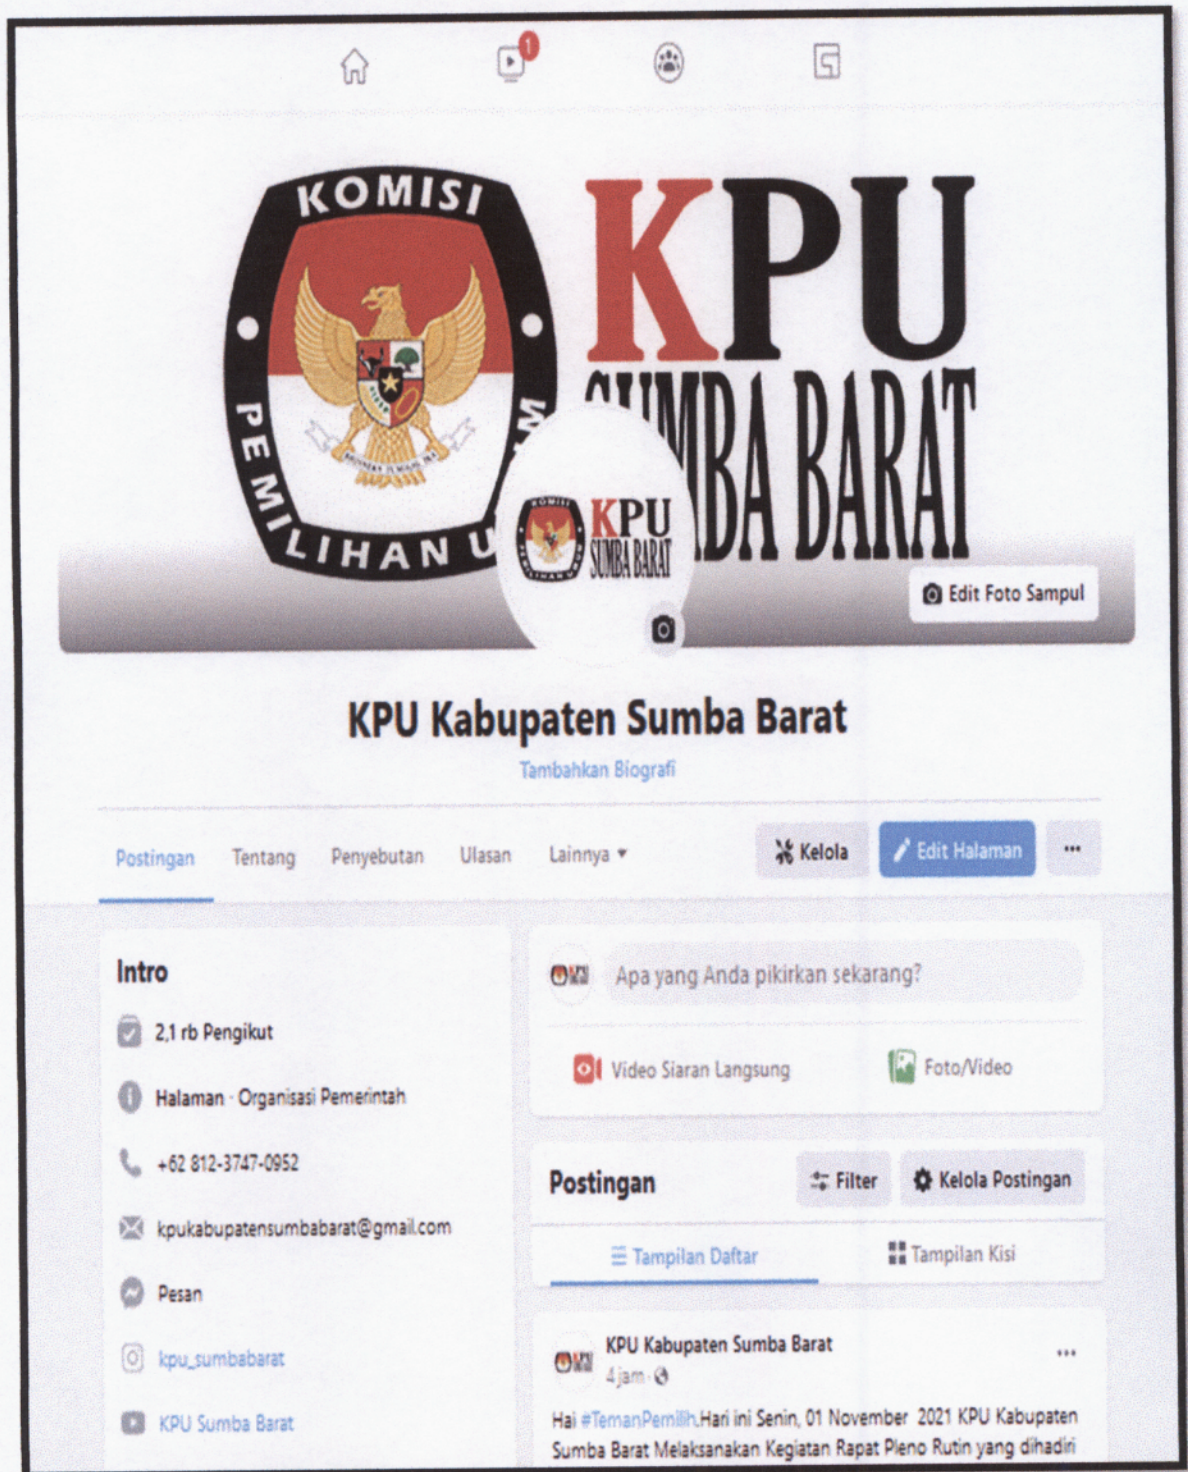 1
KOMISI
PEMILIHAN
KPU
SUMBA BARAT
KOMISI
PEMILIHAN UMUM
KPU
SUMBA BARAT
Edit Foto Sampul
KPU Kabupaten Sumba Barat
Tambahkan Biografi
Postingan Tentang Penyebutan Ulasan Lainnya
Kelola
Edit Halaman
...
Intro
2,1 rb Pengikut
Halaman · Organisasi Pemerintah
+62 812-3747-0952
kpukabupatensumbabarat@gmail.com
Pesan
kpu_sumbabarat
KPU Sumba Barat
Apa yang Anda pikirkan sekarang?
Video Siaran Langsung
Foto/Video
Postingan
Filter
Kelola Postingan
Tampilan Daftar
Tampilan Kisi
KPU Kabupaten Sumba Barat
...
4 jam ·
Hai #TemanPemilih.Hari ini Senin, 01 November 2021 KPU Kabupaten
Sumba Barat Melaksanakan Kegiatan Rapat Pleno Rutin yang dihadiri